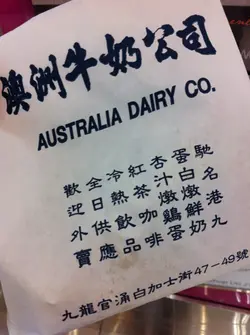 澳洲牛奶公司
AUSTRALIA DAIRY CO.
馳名港九
蛋白燉鮮奶
杏汁燉鷄蛋
紅茶咖啡
冷熱飲品
全日供應
歡迎外賣
九龍官涌白加士街47-49號